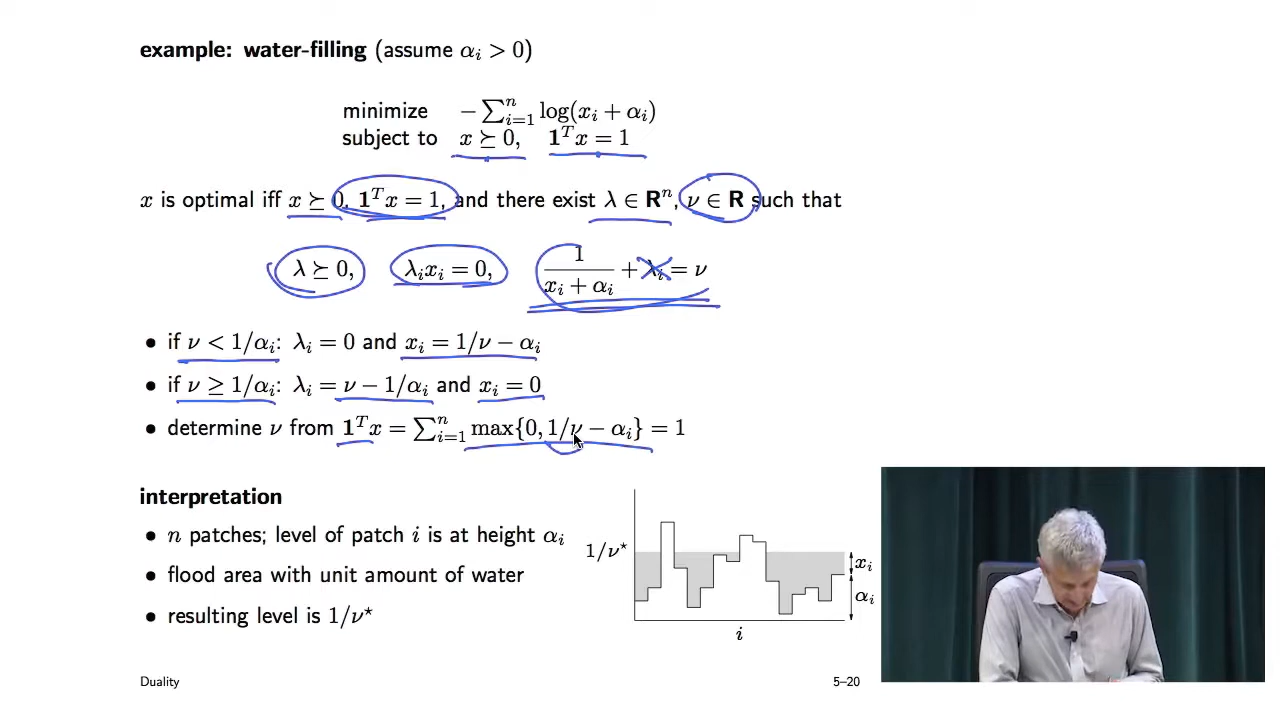 example: water-filling (assume αᵢ > 0)
minimize −∑ⁿᵢ₌₁ log(xᵢ + αᵢ)
subject to x ⪰ 0, 1ᵀx = 1
x is optimal iff x ⪰ 0, 1ᵀx = 1, and there exist λ ∈ Rⁿ, ν ∈ R such that
λ ⪰ 0, λᵢxᵢ = 0, 1/(xᵢ + αᵢ) + λᵢ = ν
• if ν < 1/αᵢ: λᵢ = 0 and xᵢ = 1/ν − αᵢ
• if ν ≥ 1/αᵢ: λᵢ = ν − 1/αᵢ and xᵢ = 0
• determine ν from 1ᵀx = ∑ⁿᵢ₌₁ max{0, 1/ν − αᵢ} = 1
interpretation
• n patches; level of patch i is at height αᵢ
• flood area with unit amount of water
• resulting level is 1/ν⋆
1/ν⋆
xᵢ
αᵢ
i
Duality 5–20